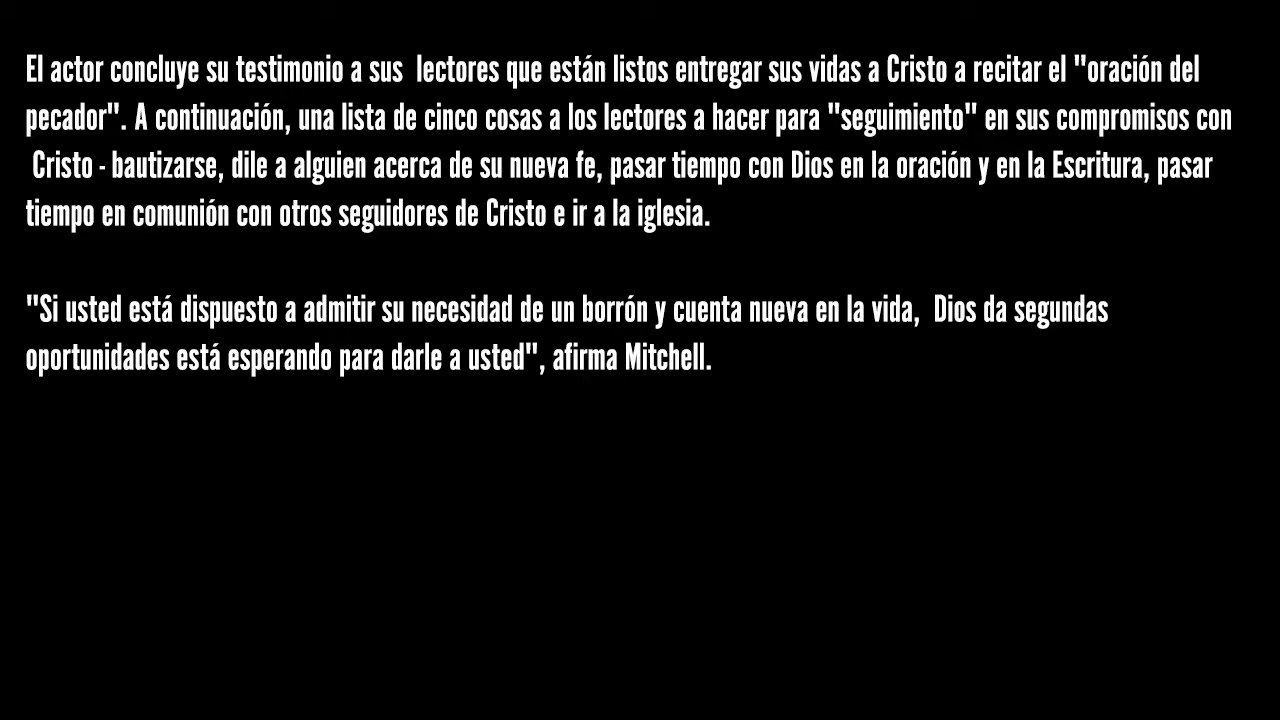 El actor concluye su testimonio a sus  lectores que están listos entregar sus vidas a Cristo a recitar el "oración del
pecador". A continuación, una lista de cinco cosas a los lectores a hacer para "seguimiento" en sus compromisos con
Cristo - bautizarse, dile a alguien acerca de su nueva fe, pasar tiempo con Dios en la oración y en la Escritura, pasar
tiempo en comunión con otros seguidores de Cristo e ir a la iglesia.
"Si usted está dispuesto a admitir su necesidad de un borrón y cuenta nueva en la vida,  Dios da segundas
oportunidades está esperando para darle a usted", afirma Mitchell.